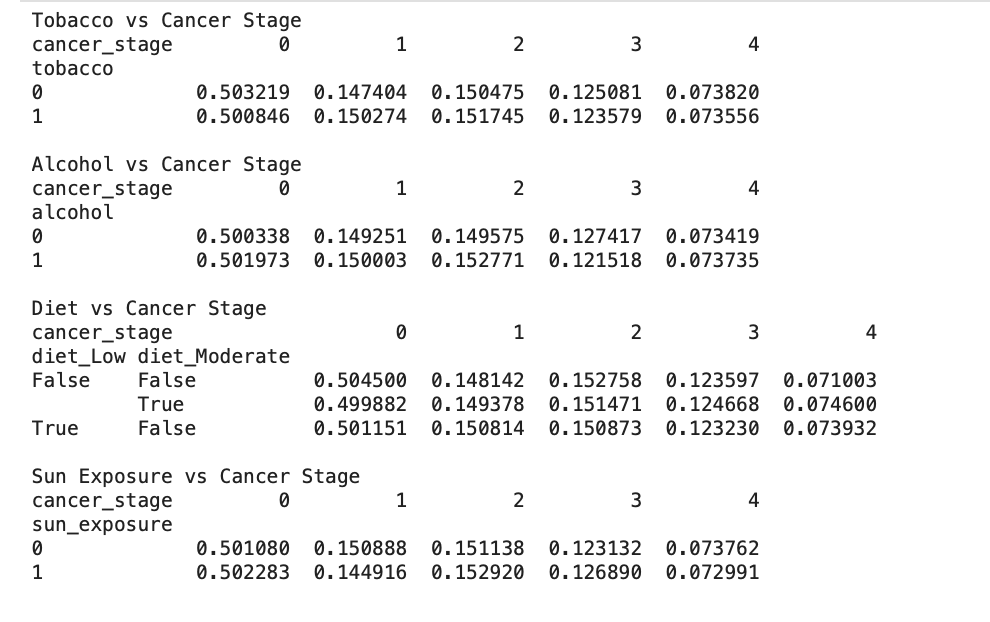 Tobacco vs Cancer Stage
cancer_stage 0 1 2 3 4
tobacco
0 0.503219 0.147404 0.150475 0.125081 0.073820
1 0.500846 0.150274 0.151745 0.123579 0.073556
Alcohol vs Cancer Stage
cancer_stage 0 1 2 3 4
alcohol
0 0.500338 0.149251 0.149575 0.127417 0.073419
1 0.501973 0.150003 0.152771 0.121518 0.073735
Diet vs Cancer Stage
cancer_stage 0 1 2 3 4
diet_Low diet_Moderate
False False 0.504500 0.148142 0.152758 0.123597 0.071003
True 0.499882 0.149378 0.151471 0.124668 0.074600
True False 0.501151 0.150814 0.150873 0.123230 0.073932
Sun Exposure vs Cancer Stage
cancer_stage 0 1 2 3 4
sun_exposure
0 0.501080 0.150888 0.151138 0.123132 0.073762
1 0.502283 0.144916 0.152920 0.126890 0.072991